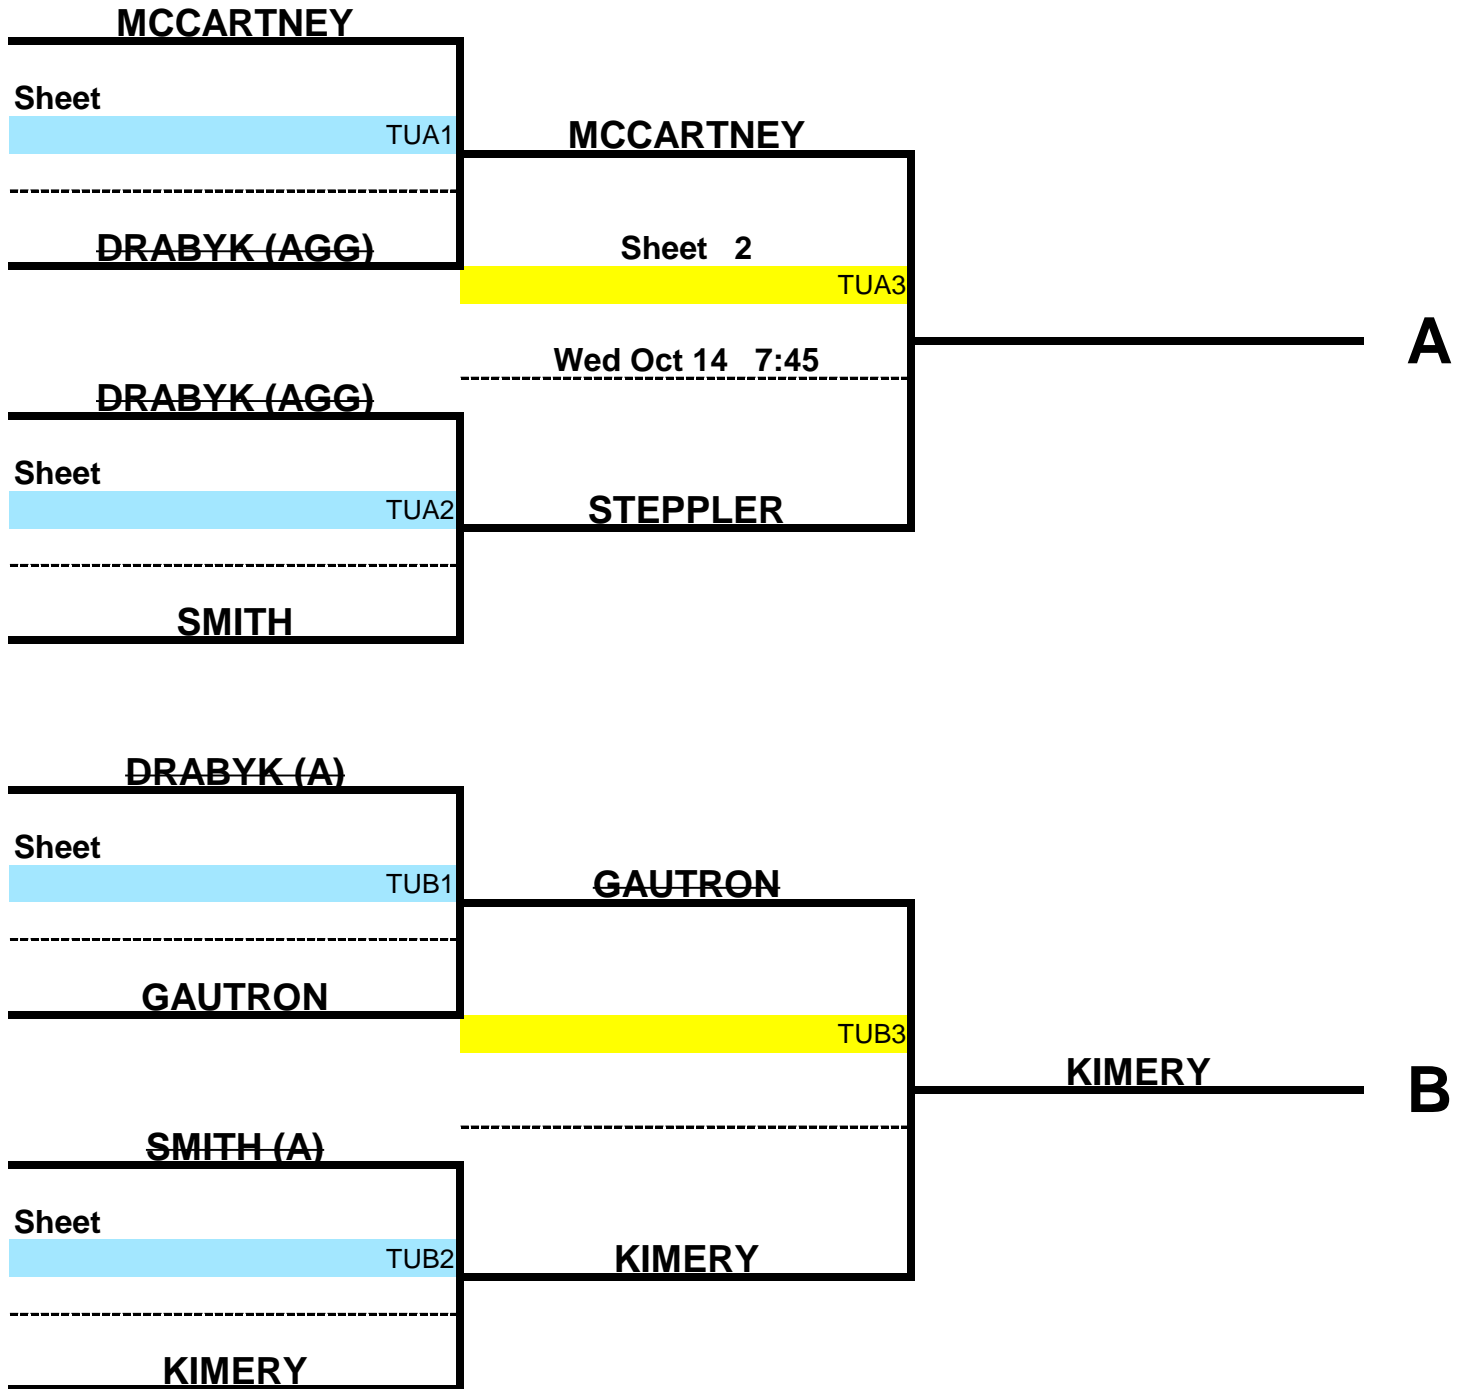 MCCARTNEY
Sheet
TUA1
MCCARTNEY
DRABYK (AGG)
Sheet 2
TUA3
A
Wed Oct 14 7:45
DRABYK (AGG)
Sheet
TUA2
STEPPLER
SMITH
DRABYK (A)
Sheet
TUB1
GAUTRON
GAUTRON
TUB3
KIMERY
B
SMITH (A)
Sheet
TUB2
KIMERY
KIMERY